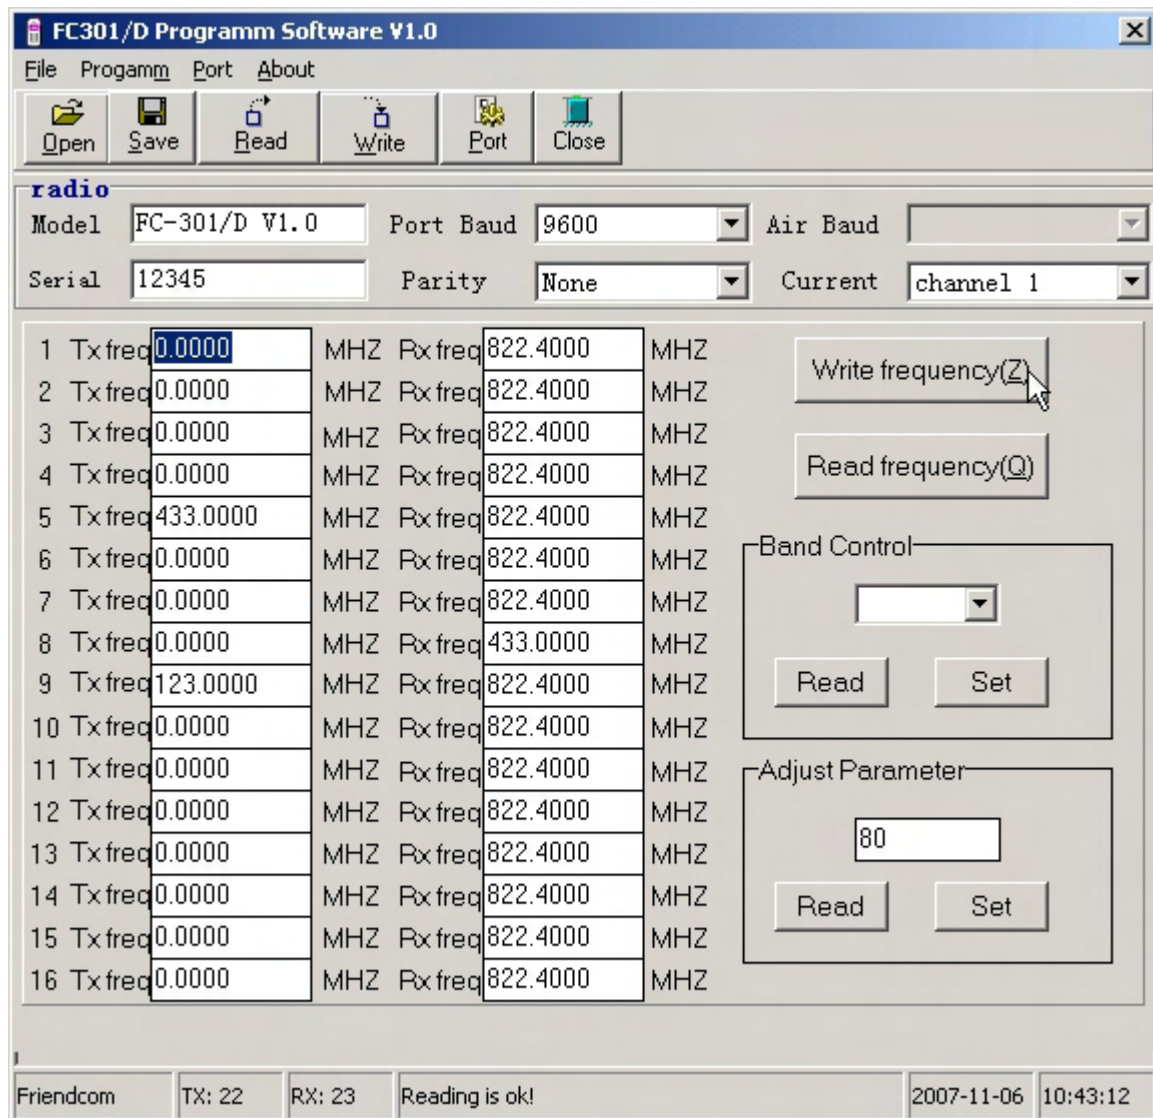 FC301/D Programm Software V1.0
File Progamm Port About
Open Save Read Write Port Close
radio
Model FC-301/D V1.0 Port Baud 9600 Air Baud
Serial 12345 Parity None Current channel 1
1 Tx freq 0.0000 MHZ Rx freq 822.4000 MHZ
Write frequency(Z)
2 Tx freq 0.0000 MHZ Rx freq 822.4000 MHZ
3 Tx freq 0.0000 MHZ Rx freq 822.4000 MHZ
Read frequency(Q)
4 Tx freq 0.0000 MHZ Rx freq 822.4000 MHZ
5 Tx freq 433.0000 MHZ Rx freq 822.4000 MHZ
Band Control
6 Tx freq 0.0000 MHZ Rx freq 822.4000 MHZ
7 Tx freq 0.0000 MHZ Rx freq 822.4000 MHZ
8 Tx freq 0.0000 MHZ Rx freq 433.0000 MHZ
9 Tx freq 123.0000 MHZ Rx freq 822.4000 MHZ Read Set
10 Tx freq 0.0000 MHZ Rx freq 822.4000 MHZ
11 Tx freq 0.0000 MHZ Rx freq 822.4000 MHZ
Adjust Parameter
12 Tx freq 0.0000 MHZ Rx freq 822.4000 MHZ
13 Tx freq 0.0000 MHZ Rx freq 822.4000 MHZ
80
14 Tx freq 0.0000 MHZ Rx freq 822.4000 MHZ Read Set
15 Tx freq 0.0000 MHZ Rx freq 822.4000 MHZ
16 Tx freq 0.0000 MHZ Rx freq 822.4000 MHZ
Friendcom TX: 22 RX: 23 Reading is ok! 2007-11-06 10:43:12